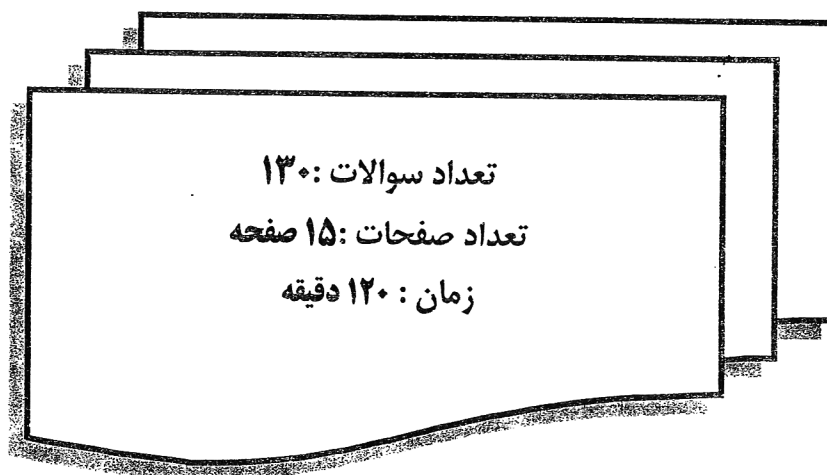 تعداد سوالات :۱۳۰
تعداد صفحات :۱۵ صفحه
زمان : ۱۲۰ دقیقه